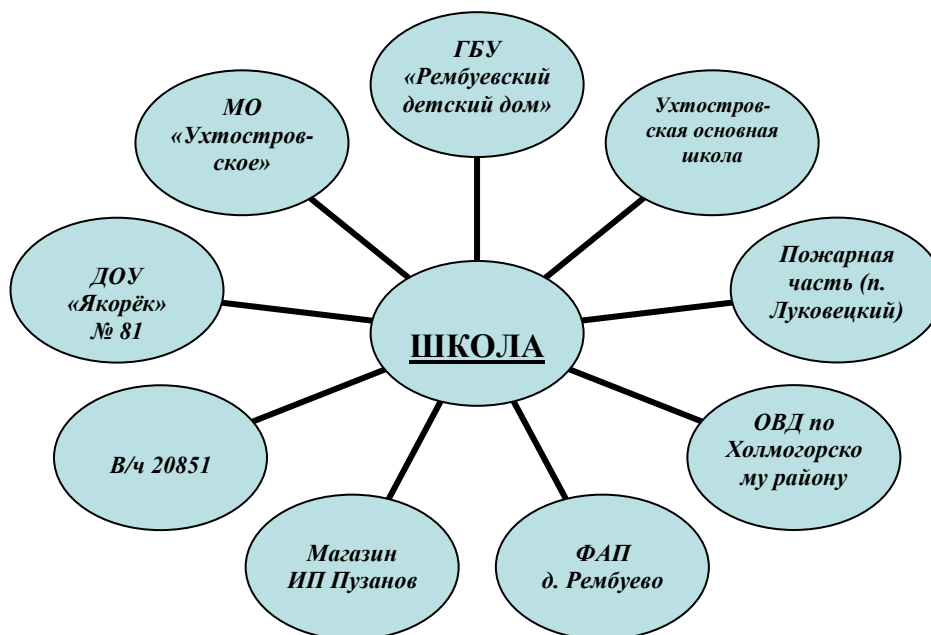 ГБУ
«Рембуевский
детский дом»
МО
«Ухтостров-
ское»
Ухтостров-
ская основная
школа
ДОУ
«Якорёк»
№ 81
Пожарная
часть (п.
Луковецкий)
ШКОЛА
В/ч 20851
ОВД по
Холмогорско
му району
Магазин
ИП Пузанов
ФАП
д. Рембуево